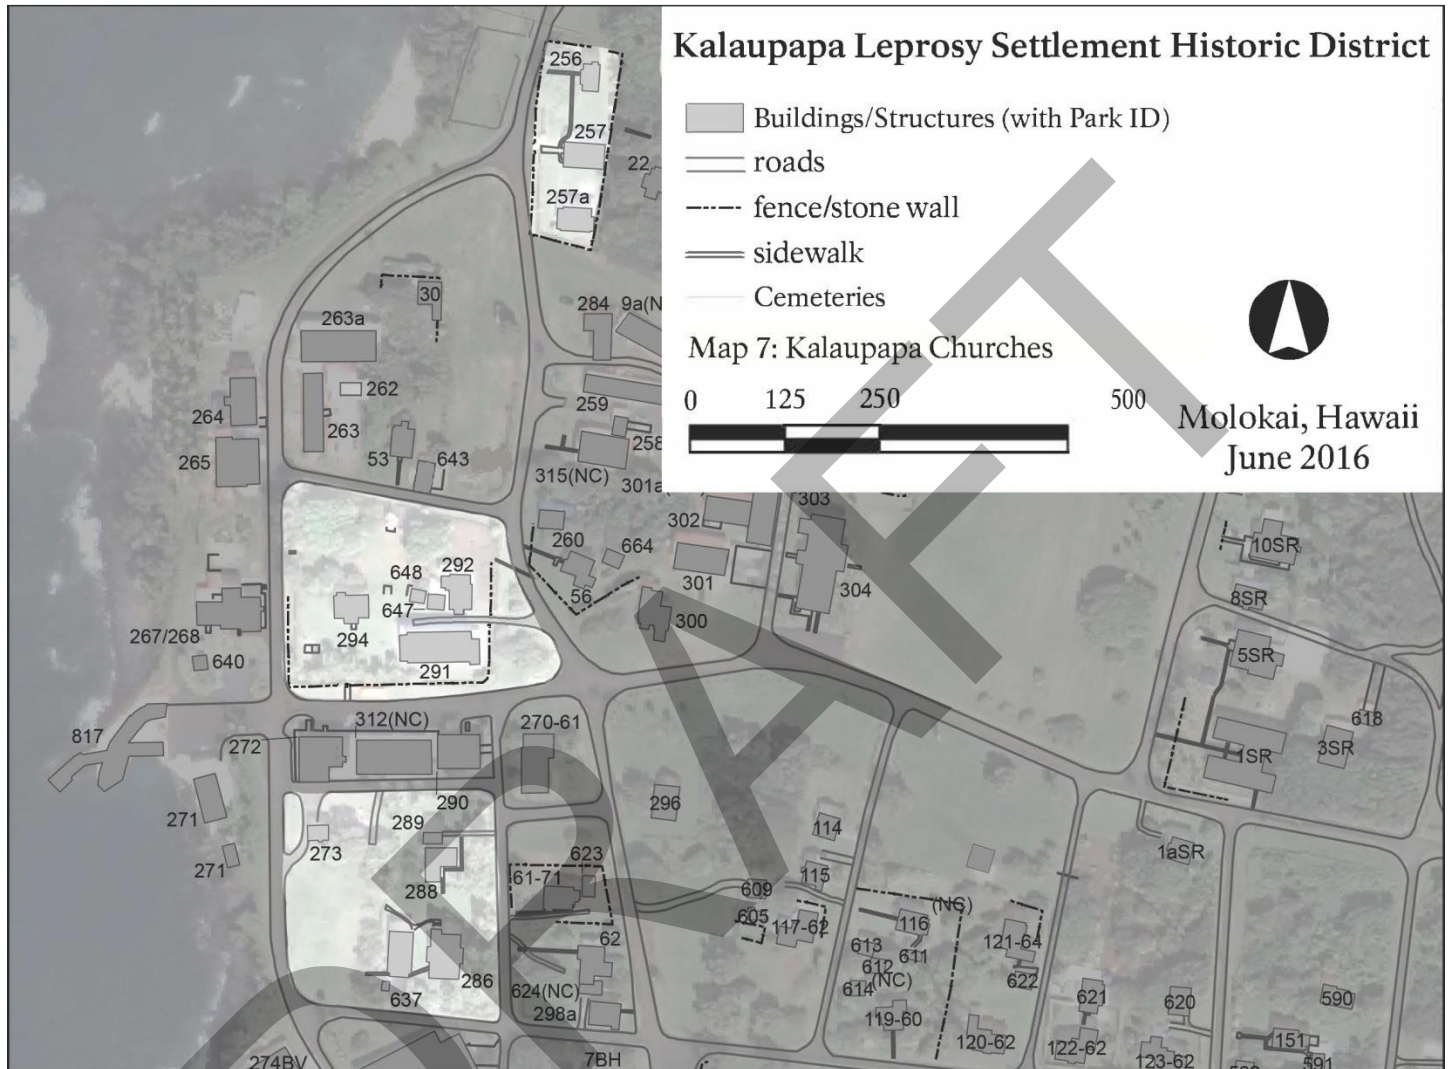 Kalaupapa Leprosy Settlement Historic District
Buildings/Structures (with Park ID)
roads
fence/stone wall
sidewalk
Cemeteries
Map 7: Kalaupapa Churches
0 125 250 500
Molokai, Hawaii
June 2016
256
257
22
257a
30
284 9a(N
263a
262
259
264
263
258
265
53
643
315(NC)
301a
302
303
260
664
10SR
648 292
301
304
56
647
8SR
267/268
294
300
640
291
5SR
618
312(NC)
270-61
817
272
1SR
3SR
290
296
271
289
114
273
623
1aSR
271
288
61-71
115
609
(NC)
605
116
117-62
62
613
611
121-64
286
612
622
637
624(NC)
614
(NC)
621
620
590
298a
119-60
151
120-62
122-62
123-62
274BV
7BH
591
DRAFT